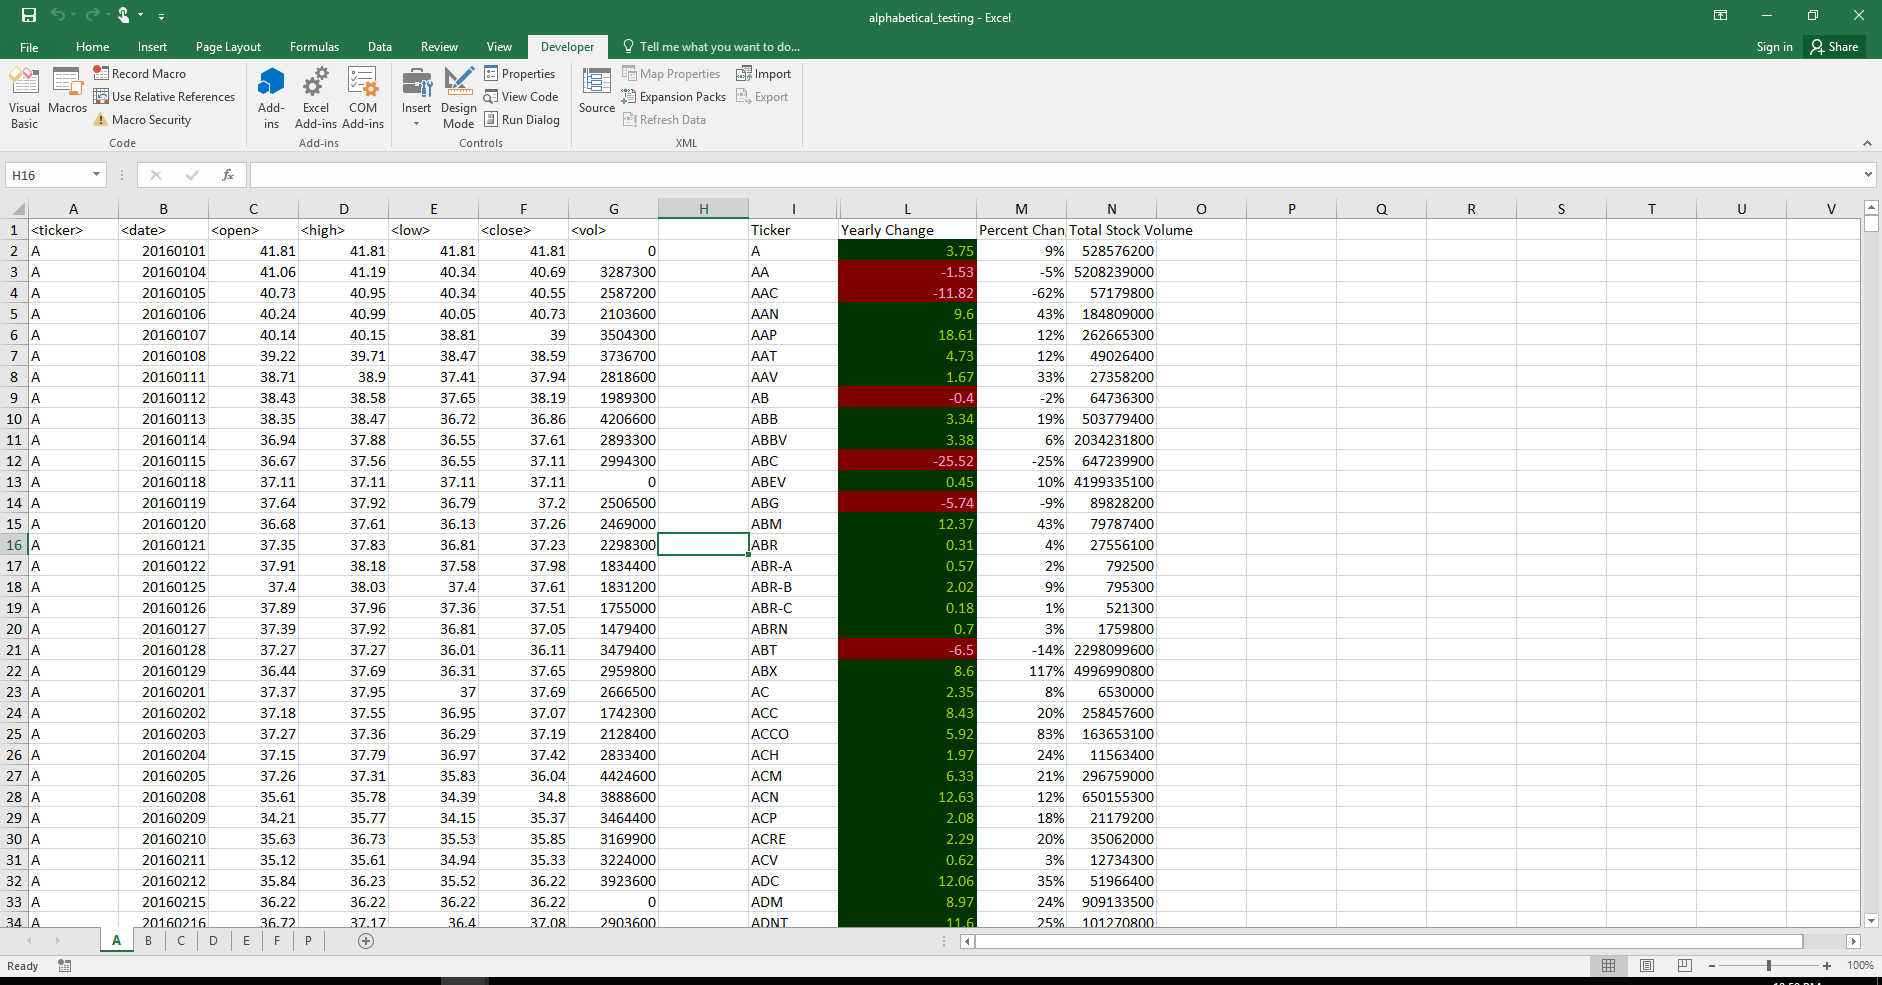 alphabetical_testing - Excel
File Home Insert Page Layout Formulas Data Review View Developer Tell me what you want to do... Sign in Share
Visual Basic
Macros
Record Macro
Use Relative References
Macro Security
Code
Add-ins
Excel Add-ins
COM Add-ins
Add-ins
Insert
Design Mode
Properties
View Code
Run Dialog
Controls
Source
Map Properties
Expansion Packs
Refresh Data
Import
Export
XML
H16 fx
A B C D E F G H I L M N O P Q R S T U V
1 <ticker> <date> <open> <high> <low> <close> <vol> Ticker Yearly Change Percent Chan Total Stock Volume
2 A 20160101 41.81 41.81 41.81 41.81 0 A 3.75 9% 528576200
3 A 20160104 41.06 41.19 40.34 40.69 3287300 AA -1.53 -5% 5208239000
4 A 20160105 40.73 40.95 40.34 40.55 2587200 AAC -11.82 -62% 57179800
5 A 20160106 40.24 40.99 40.05 40.73 2103600 AAN 9.6 43% 184809000
6 A 20160107 40.14 40.15 38.81 39 3504300 AAP 18.61 12% 262665300
7 A 20160108 39.22 39.71 38.47 38.59 3736700 AAT 4.73 12% 49026400
8 A 20160111 38.71 38.9 37.41 37.94 2818600 AAV 1.67 33% 27358200
9 A 20160112 38.43 38.58 37.65 38.19 1989300 AB -0.4 -2% 64736300
10 A 20160113 38.35 38.47 36.72 36.86 4206600 ABB 3.34 19% 503779400
11 A 20160114 36.94 37.88 36.55 37.61 2893300 ABBV 3.38 6% 2034231800
12 A 20160115 36.67 37.56 36.55 37.11 2994300 ABC -25.52 -25% 647239900
13 A 20160118 37.11 37.11 37.11 37.11 0 ABEV 0.45 10% 4199335100
14 A 20160119 37.64 37.92 36.79 37.2 2506500 ABG -5.74 -9% 89828200
15 A 20160120 36.68 37.61 36.13 37.26 2469000 ABM 12.37 43% 79787400
16 A 20160121 37.35 37.83 36.81 37.23 2298300 ABR 0.31 4% 27556100
17 A 20160122 37.91 38.18 37.58 37.98 1834400 ABR-A 0.57 2% 792500
18 A 20160125 37.4 38.03 37.4 37.61 1831200 ABR-B 2.02 9% 795300
19 A 20160126 37.89 37.96 37.36 37.51 1755000 ABR-C 0.18 1% 521300
20 A 20160127 37.39 37.92 36.81 37.05 1479400 ABRN 0.7 3% 1759800
21 A 20160128 37.27 37.27 36.01 36.11 3479400 ABT -6.5 -14% 2298099600
22 A 20160129 36.44 37.69 36.31 37.65 2959800 ABX 8.6 117% 4996990800
23 A 20160201 37.37 37.95 37 37.69 2666500 AC 2.35 8% 6530000
24 A 20160202 37.18 37.55 36.95 37.07 1742300 ACC 8.43 20% 258457600
25 A 20160203 37.27 37.36 36.29 37.19 2128400 ACCO 5.92 83% 163653100
26 A 20160204 37.15 37.79 36.97 37.42 2833400 ACH 1.97 24% 11563400
27 A 20160205 37.26 37.31 35.83 36.04 4424600 ACM 6.33 21% 296759000
28 A 20160208 35.61 35.78 34.39 34.8 3888600 ACN 12.63 12% 650155300
29 A 20160209 34.21 35.77 34.15 35.37 3464400 ACP 2.08 18% 21179200
30 A 20160210 35.63 36.73 35.53 35.85 3169900 ACRE 2.29 20% 35062000
31 A 20160211 35.12 35.61 34.94 35.33 3224000 ACV 0.62 3% 12734300
32 A 20160212 35.84 36.23 35.52 36.22 3923600 ADC 12.06 35% 51966400
33 A 20160215 36.22 36.22 36.22 36.22 0 ADM 8.97 24% 909133500
34 A 20160216 36.72 37.17 36.4 37.08 2903600 ADNT 11.6 25% 101270800
A B C D E F P
Ready 100%